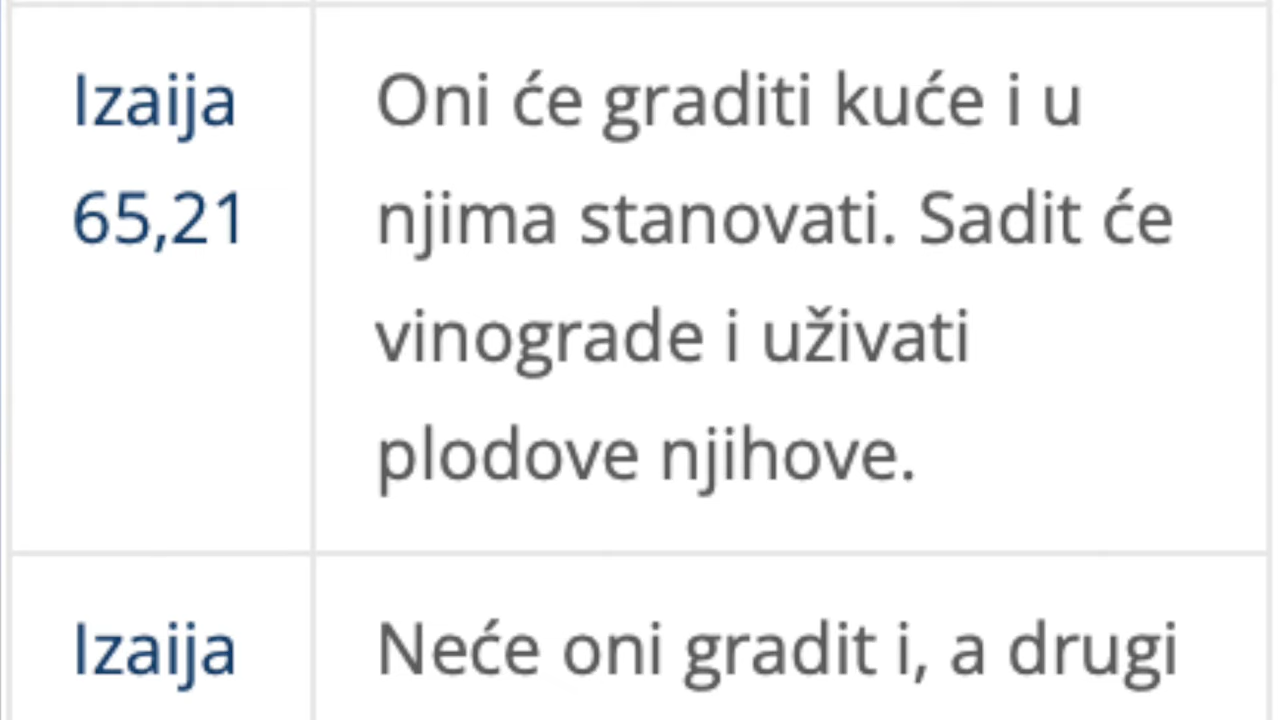 Izaija
65,21
Oni će graditi kuće i u
njima stanovati. Sadit će
vinograde i uživati
plodove njihove.
Izaija
Neće oni gradit i, a drugi